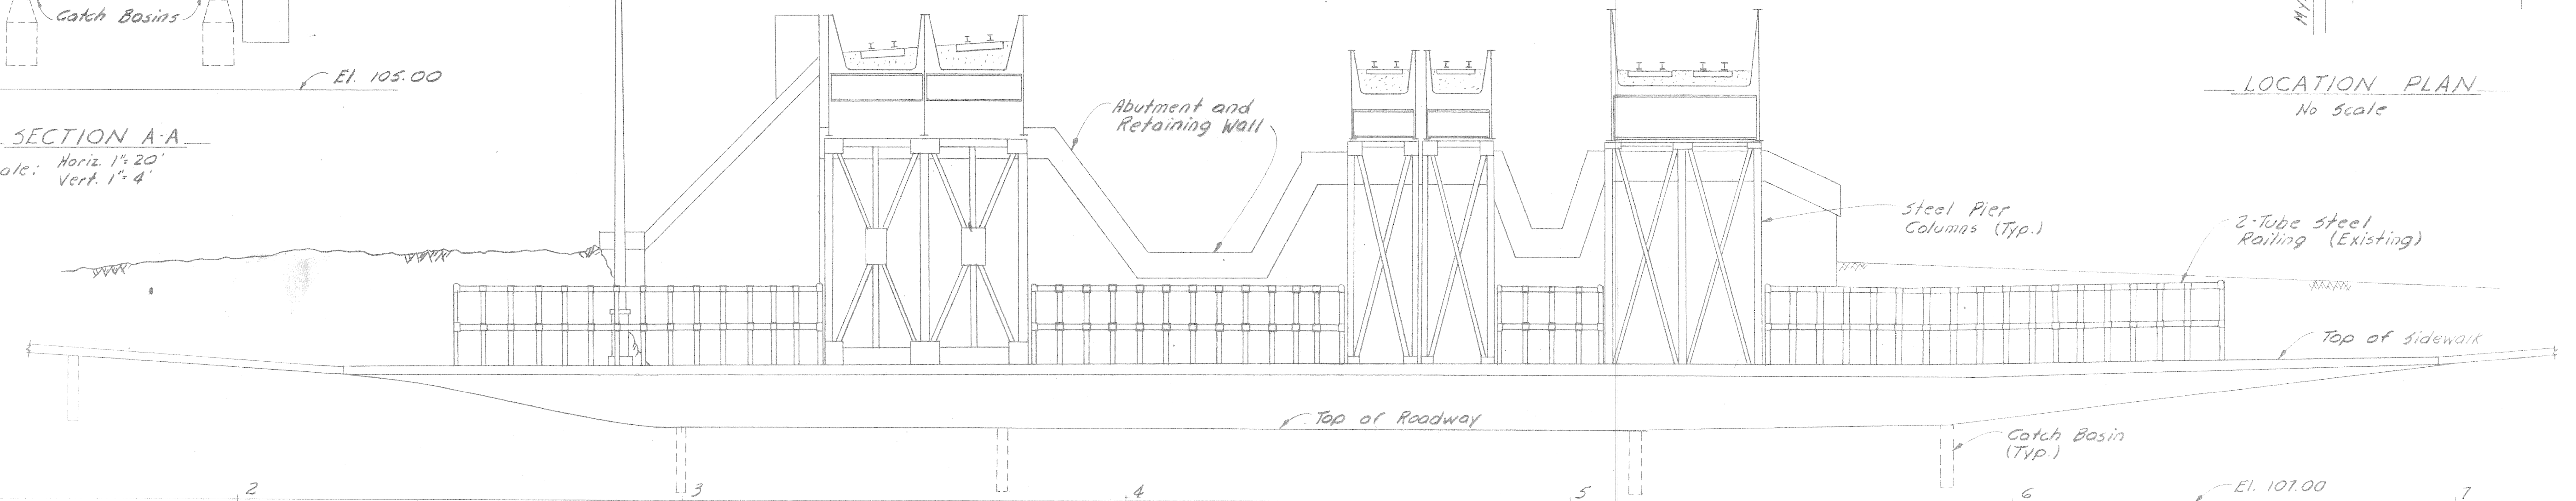 Catch Basins
El. 105.00
SECTION A-A
ale: Horiz. 1"= 20'
Vert. 1"= 4'
Abutment and
Retaining Wall
MY
LOCATION PLAN
No Scale
Steel Pier
Columns (Typ.)
2-Tube Steel
Railing (Existing)
Top of Sidewalk
Top of Roadway
Catch Basin
(Typ.)
El. 107.00
2 3 4 5 6 7